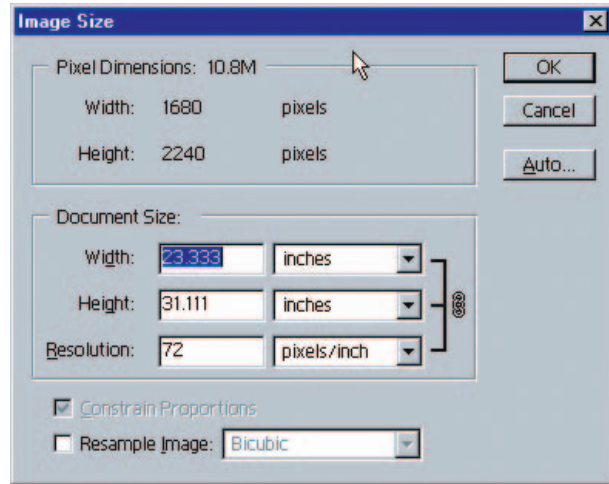 Image Size
Pixel Dimensions: 10.8M
OK
Width: 1680 pixels
Cancel
Height: 2240 pixels
Auto...
Document Size:
Width: 23.333 inches
Height: 31.111 inches
Resolution: 72 pixels/inch
Constrain Proportions
Resample Image: Bicubic